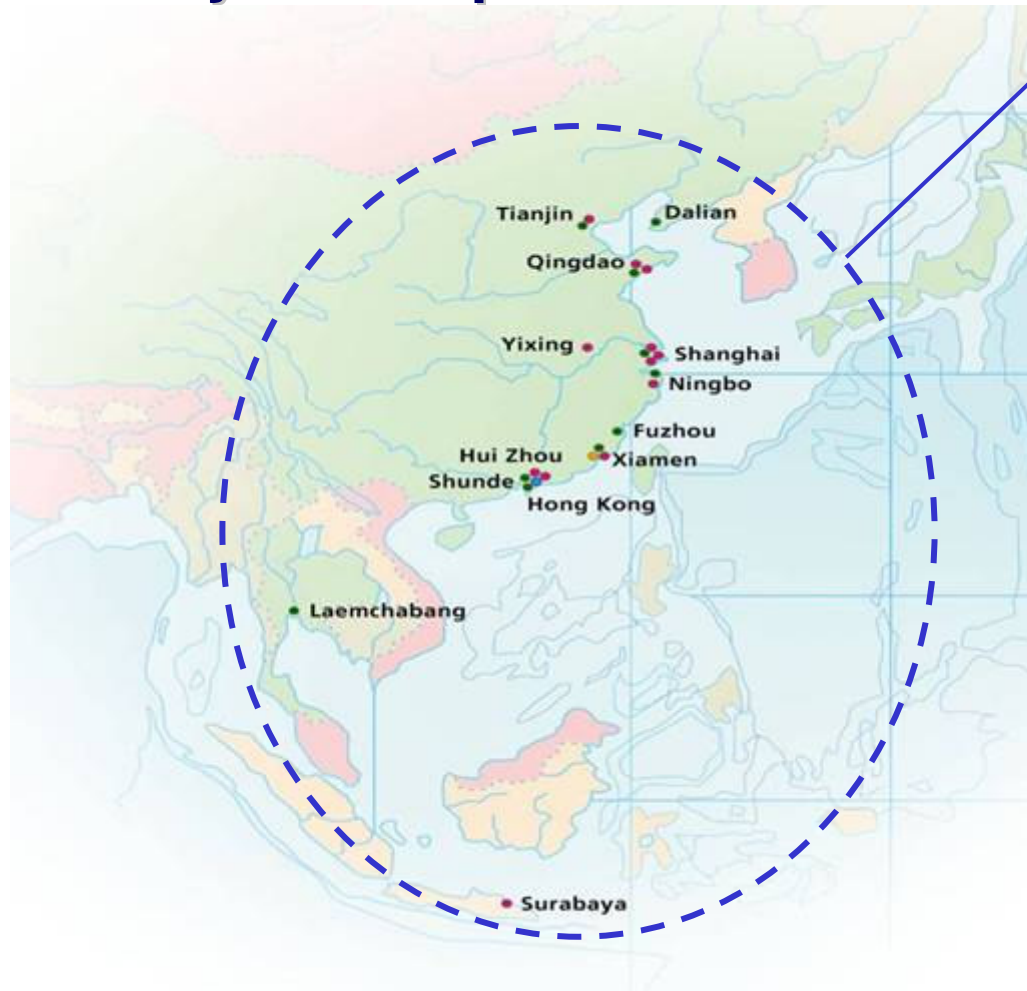 Tianjin
Dalian
Qingdao
Yixing
Shanghai
Ningbo
Fuzhou
Hui Zhou
Xiamen
Shunde
Hong Kong
Laemchabang
Surabaya